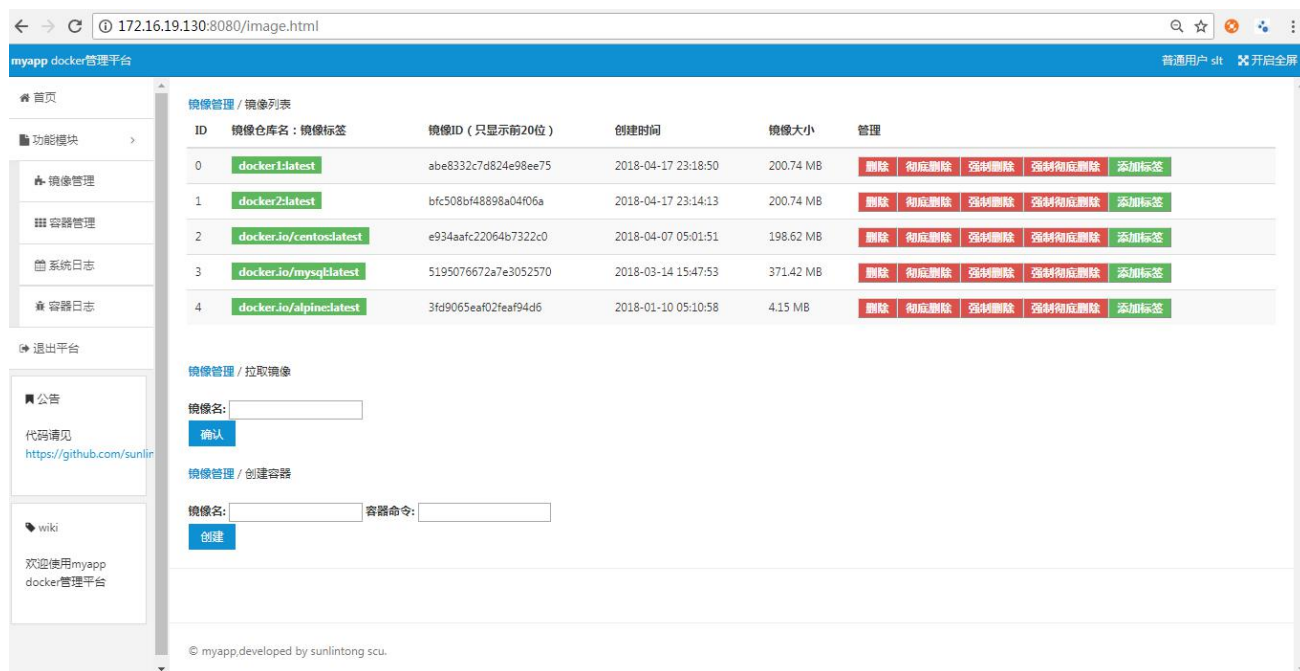 172.16.19.130:8080/image.html
myapp docker管理平台 普通用户 slt 开启全屏
首页
功能模块
镜像管理
容器管理
系统日志
容器日志
退出平台
公告
代码请见
https://github.com/sunlin
wiki
欢迎使用myapp
docker管理平台
镜像管理 / 镜像列表
ID 镜像仓库名：镜像标签 镜像ID（只显示前20位） 创建时间 镜像大小 管理
0 docker1:latest abe8332c7d824e98ee75 2018-04-17 23:18:50 200.74 MB 删除 彻底删除 强制删除 强制彻底删除 添加标签
1 docker2:latest bfc508bf48898a04f06a 2018-04-17 23:14:13 200.74 MB 删除 彻底删除 强制删除 强制彻底删除 添加标签
2 docker.io/centos:latest e934aafc22064b7322c0 2018-04-07 05:01:51 198.62 MB 删除 彻底删除 强制删除 强制彻底删除 添加标签
3 docker.io/mysql:latest 5195076672a7e3052570 2018-03-14 15:47:53 371.42 MB 删除 彻底删除 强制删除 强制彻底删除 添加标签
4 docker.io/alpine:latest 3fd9065eaf02feaf94d6 2018-01-10 05:10:58 4.15 MB 删除 彻底删除 强制删除 强制彻底删除 添加标签
镜像管理 / 拉取镜像
镜像名:
确认
镜像管理 / 创建容器
镜像名: 容器命令:
创建
© myapp,developed by sunlintong scu.